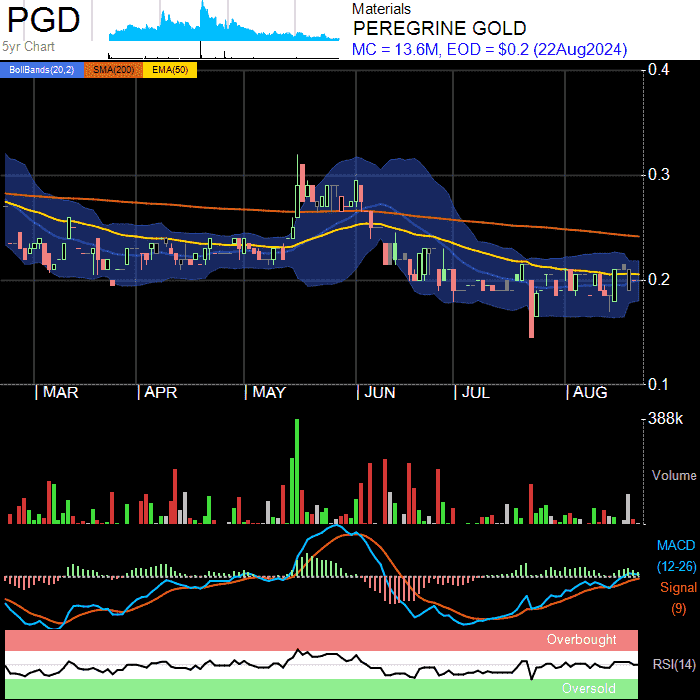 PGD
5yr Chart
Materials
PEREGRINE GOLD
MC = 13.6M, EOD = $0.2 (22Aug2024)
BollBands(20,2) SMA(200) EMA(50)
0.4
0.3
0.2
0.1
| MAR | APR | MAY | JUN | JUL | AUG
388k
Volume
MACD
(12-26)
Signal
(9)
Overbought
RSI(14)
Oversold